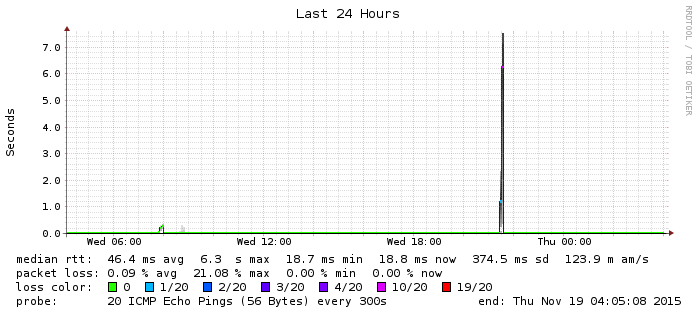 Last 24 Hours
RRDTOOL / TOBI OETIKER
Seconds
7.0
6.0
5.0
4.0
3.0
2.0
1.0
0.0
Wed 06:00 Wed 12:00 Wed 18:00 Thu 00:00
median rtt: 46.4 ms avg 6.3 s max 18.7 ms min 18.8 ms now 374.5 ms sd 123.9 m am/s
packet loss: 0.09 % avg 21.08 % max 0.00 % min 0.00 % now
loss color: 0 1/20 2/20 3/20 4/20 10/20 19/20
probe: 20 ICMP Echo Pings (56 Bytes) every 300s end: Thu Nov 19 04:05:08 2015